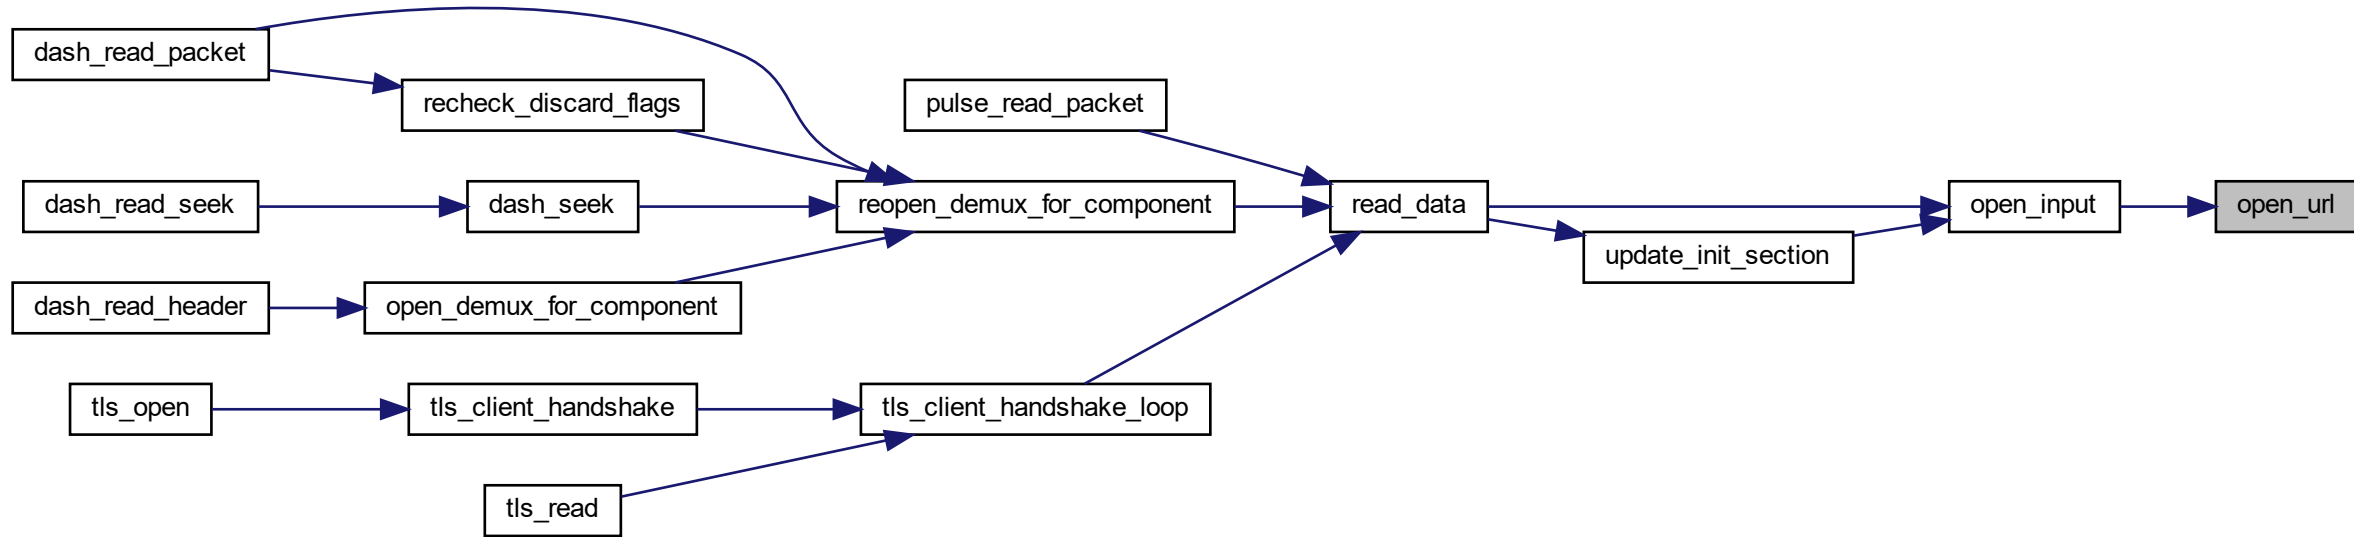 dash_read_packet
recheck_discard_flags
pulse_read_packet
dash_read_seek
dash_seek
reopen_demux_for_component
read_data
open_input
open_url
update_init_section
dash_read_header
open_demux_for_component
tls_open
tls_client_handshake
tls_client_handshake_loop
tls_read